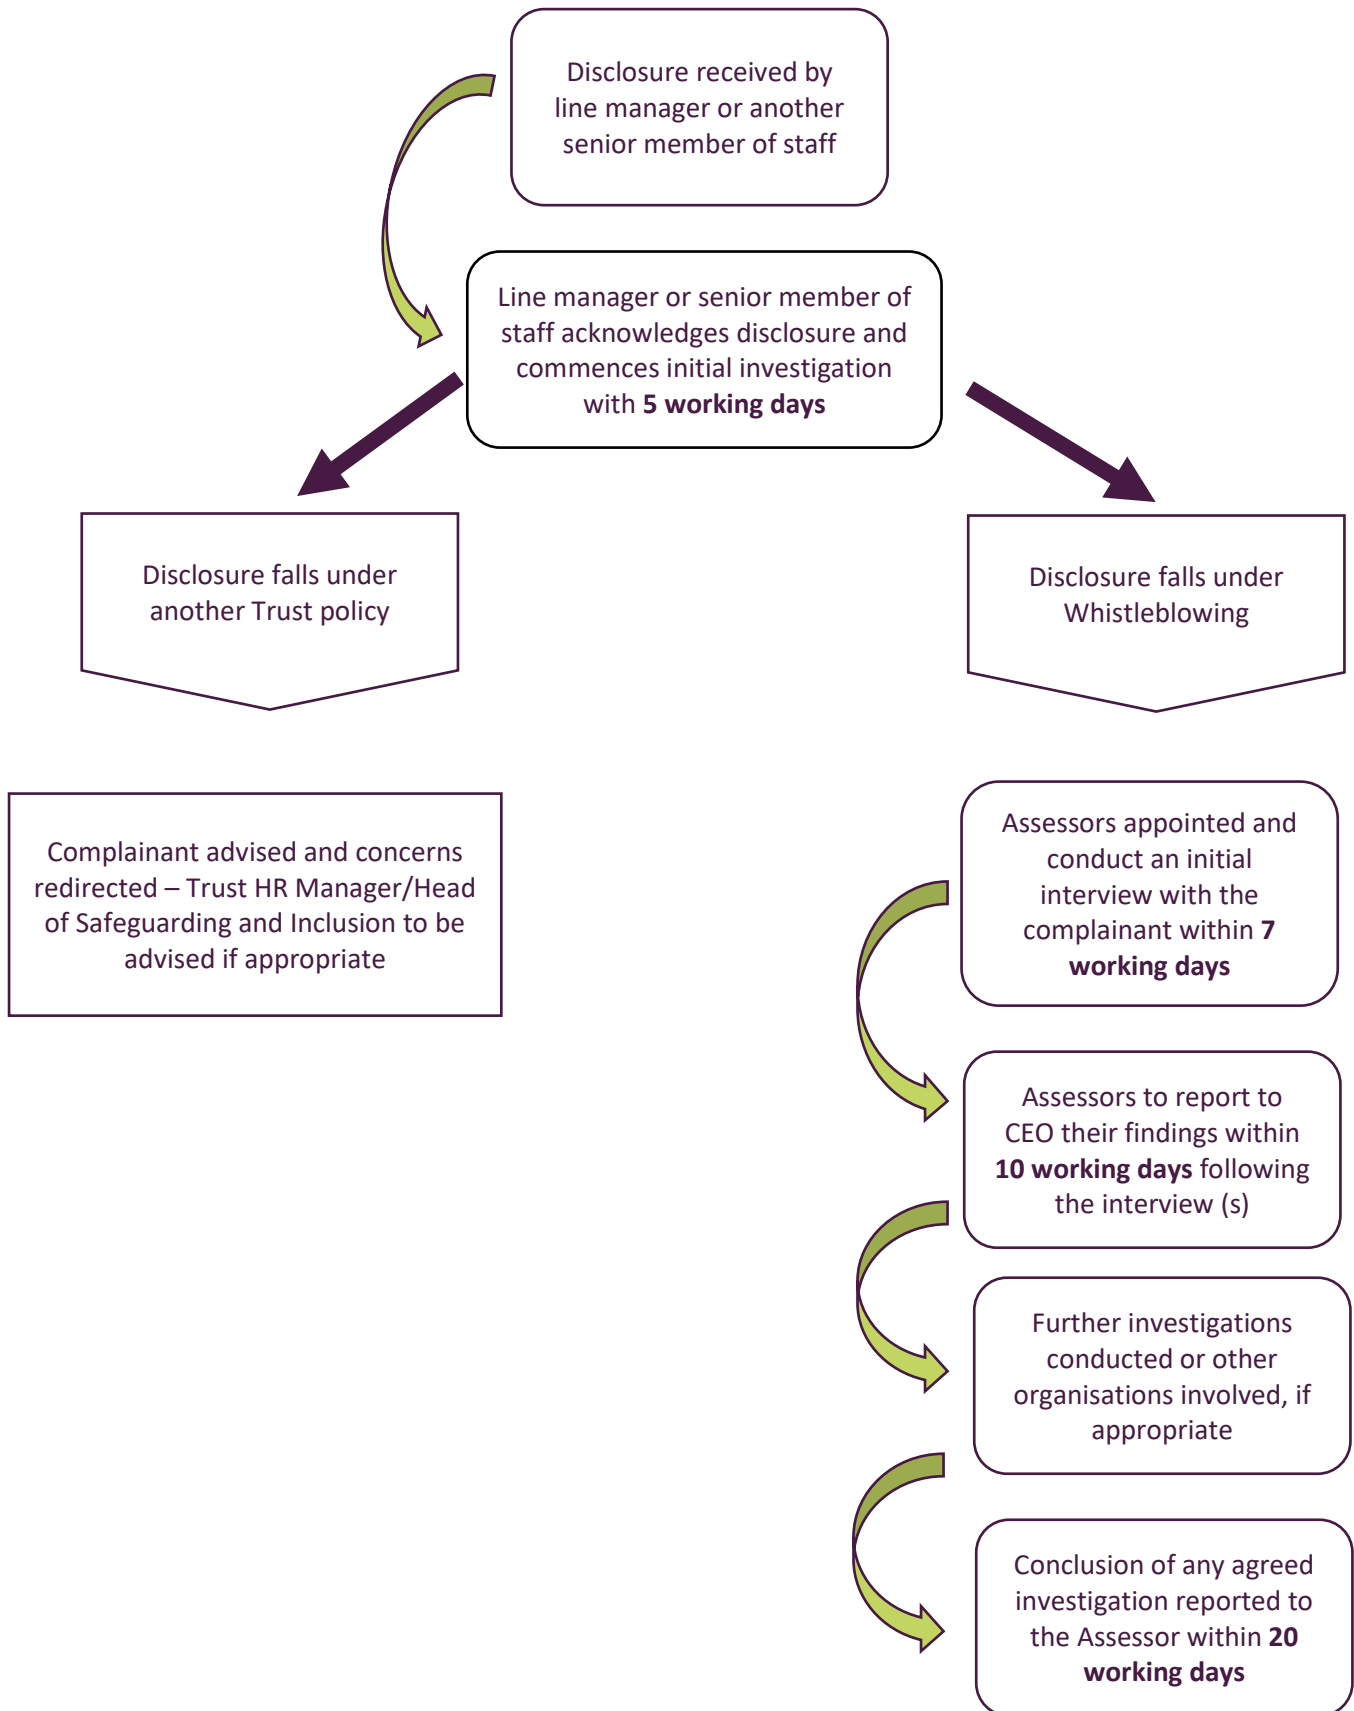 Disclosure received by
line manager or another
senior member of staff
Line manager or senior member of
staff acknowledges disclosure and
commences initial investigation
with 5 working days
Disclosure falls under
another Trust policy
Disclosure falls under
Whistleblowing
Complainant advised and concerns
redirected – Trust HR Manager/Head
of Safeguarding and Inclusion to be
advised if appropriate
Assessors appointed and
conduct an initial
interview with the
complainant within 7
working days
Assessors to report to
CEO their findings within
10 working days following
the interview (s)
Further investigations
conducted or other
organisations involved, if
appropriate
Conclusion of any agreed
investigation reported to
the Assessor within 20
working days